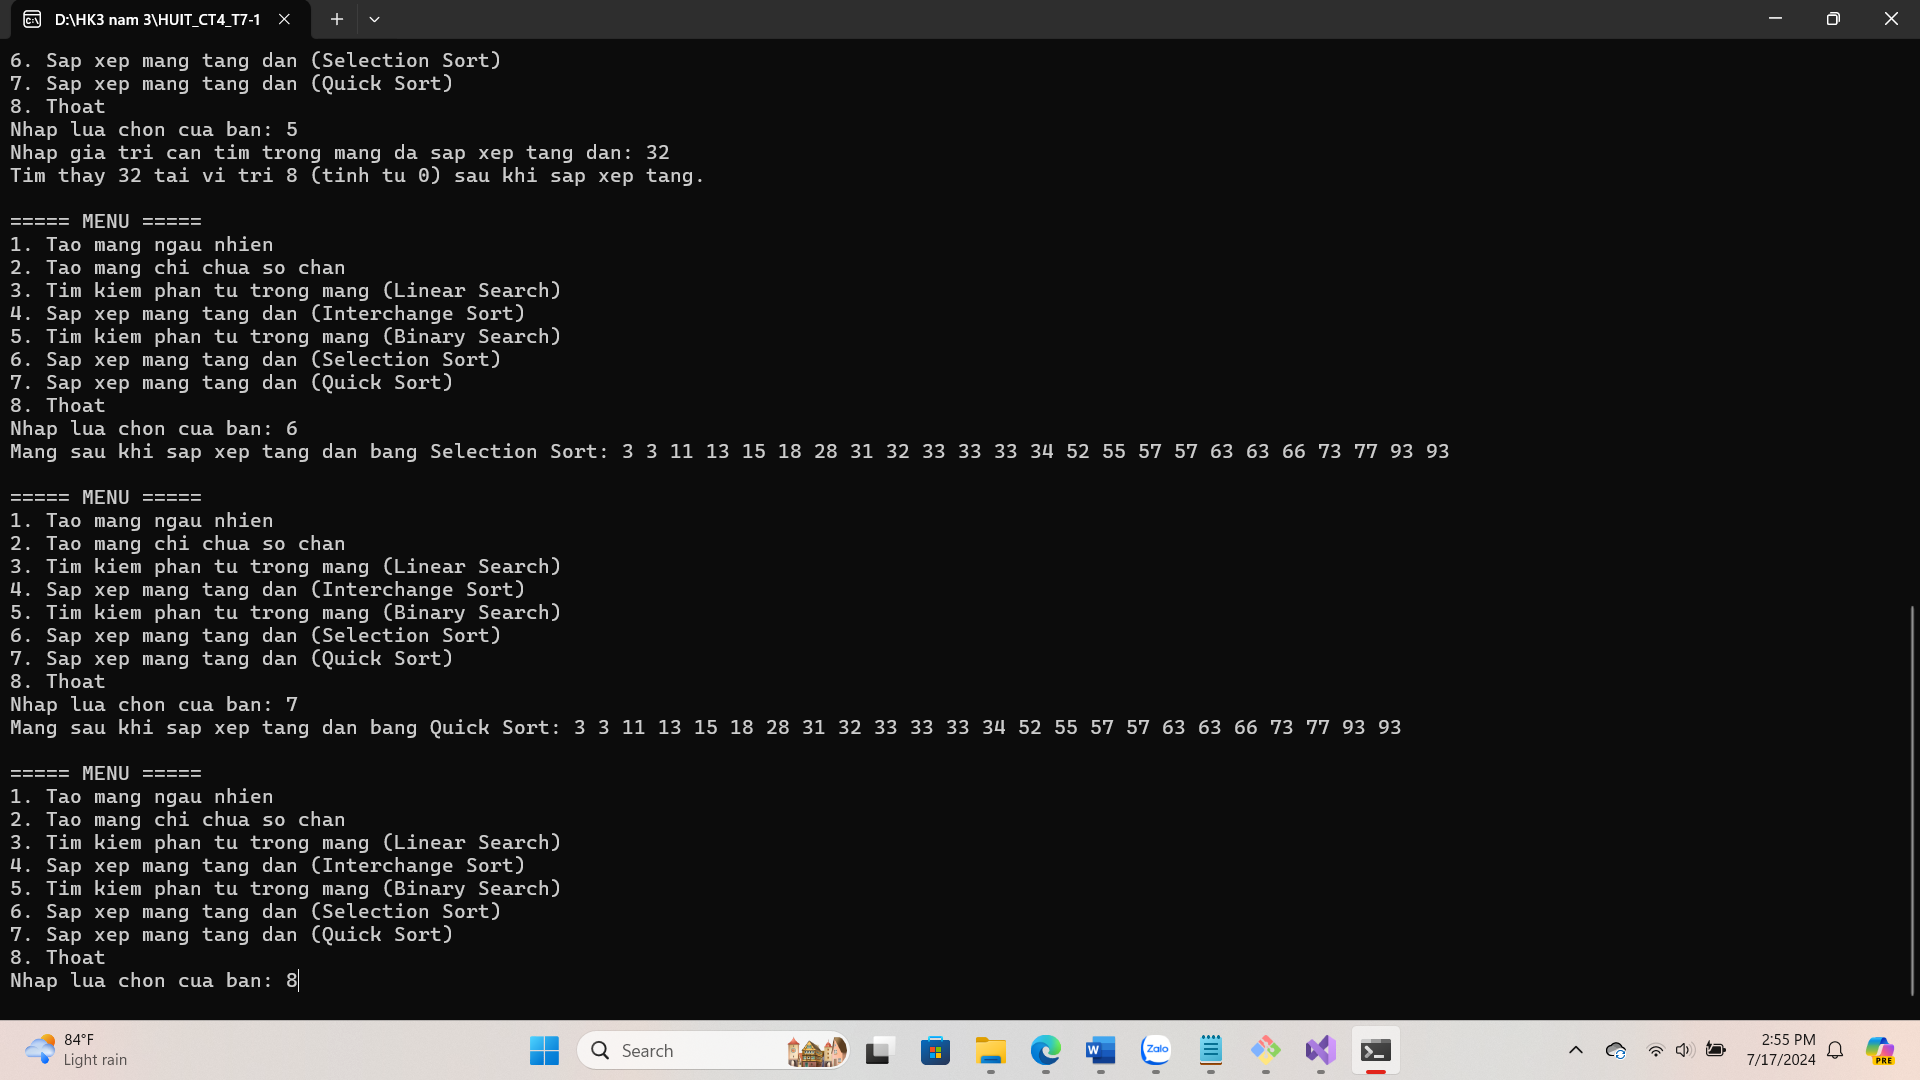 D:\HK3 nam 3\HUIT_CT4_T7-1
6. Sap xep mang tang dan (Selection Sort)
7. Sap xep mang tang dan (Quick Sort)
8. Thoat
Nhap lua chon cua ban: 5
Nhap gia tri can tim trong mang da sap xep tang dan: 32
Tim thay 32 tai vi tri 8 (tinh tu 0) sau khi sap xep tang.
===== MENU =====
1. Tao mang ngau nhien
2. Tao mang chi chua so chan
3. Tim kiem phan tu trong mang (Linear Search)
4. Sap xep mang tang dan (Interchange Sort)
5. Tim kiem phan tu trong mang (Binary Search)
6. Sap xep mang tang dan (Selection Sort)
7. Sap xep mang tang dan (Quick Sort)
8. Thoat
Nhap lua chon cua ban: 6
Mang sau khi sap xep tang dan bang Selection Sort: 3 3 11 13 15 18 28 31 32 33 33 33 34 52 55 57 57 63 63 66 73 77 93 93
===== MENU =====
1. Tao mang ngau nhien
2. Tao mang chi chua so chan
3. Tim kiem phan tu trong mang (Linear Search)
4. Sap xep mang tang dan (Interchange Sort)
5. Tim kiem phan tu trong mang (Binary Search)
6. Sap xep mang tang dan (Selection Sort)
7. Sap xep mang tang dan (Quick Sort)
8. Thoat
Nhap lua chon cua ban: 7
Mang sau khi sap xep tang dan bang Quick Sort: 3 3 11 13 15 18 28 31 32 33 33 33 34 52 55 57 57 63 63 66 73 77 93 93
===== MENU =====
1. Tao mang ngau nhien
2. Tao mang chi chua so chan
3. Tim kiem phan tu trong mang (Linear Search)
4. Sap xep mang tang dan (Interchange Sort)
5. Tim kiem phan tu trong mang (Binary Search)
6. Sap xep mang tang dan (Selection Sort)
7. Sap xep mang tang dan (Quick Sort)
8. Thoat
Nhap lua chon cua ban: 8
84°F
Light rain
Search
Zalo
2:55 PM
7/17/2024
PRE